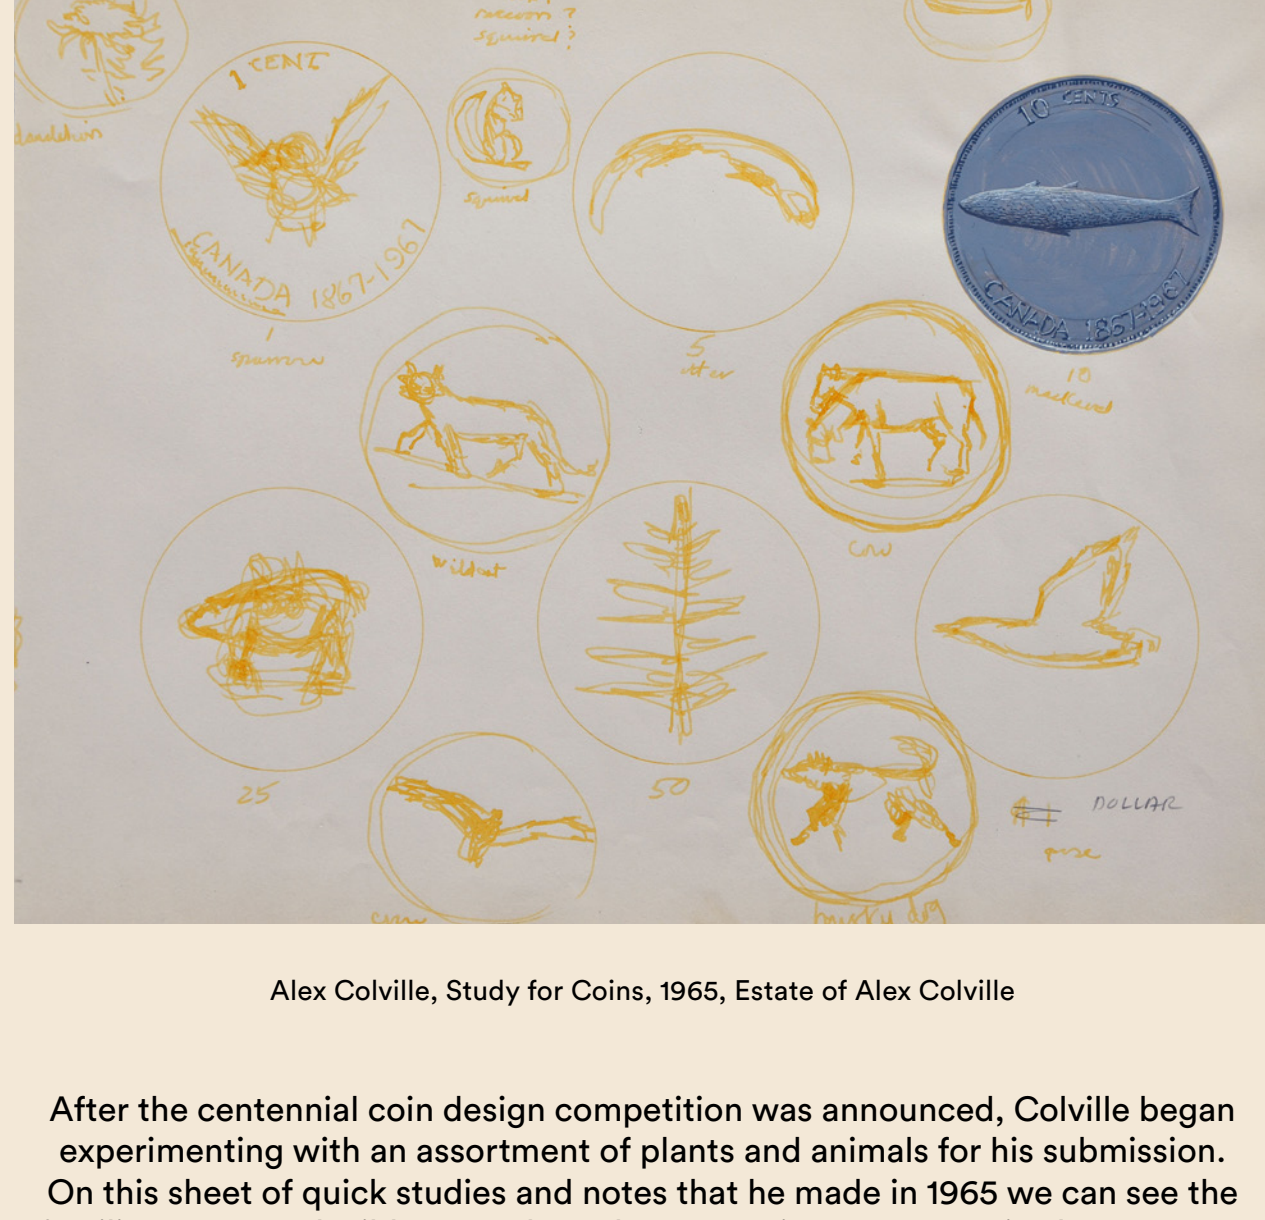 raccoon ?
squirrel ?
dandelion
1 CENT
CANADA 1867-1967
1
sparrow
squirrel
5
otter
10 CENTS
CANADA 1867-1967
10
mackerel
wildcat
cow
25
50
DOLLAR
husky dog
Alex Colville, Study for Coins, 1965, Estate of Alex Colville
After the centennial coin design competition was announced, Colville began
experimenting with an assortment of plants and animals for his submission.
On this sheet of quick studies and notes that he made in 1965 we can see the